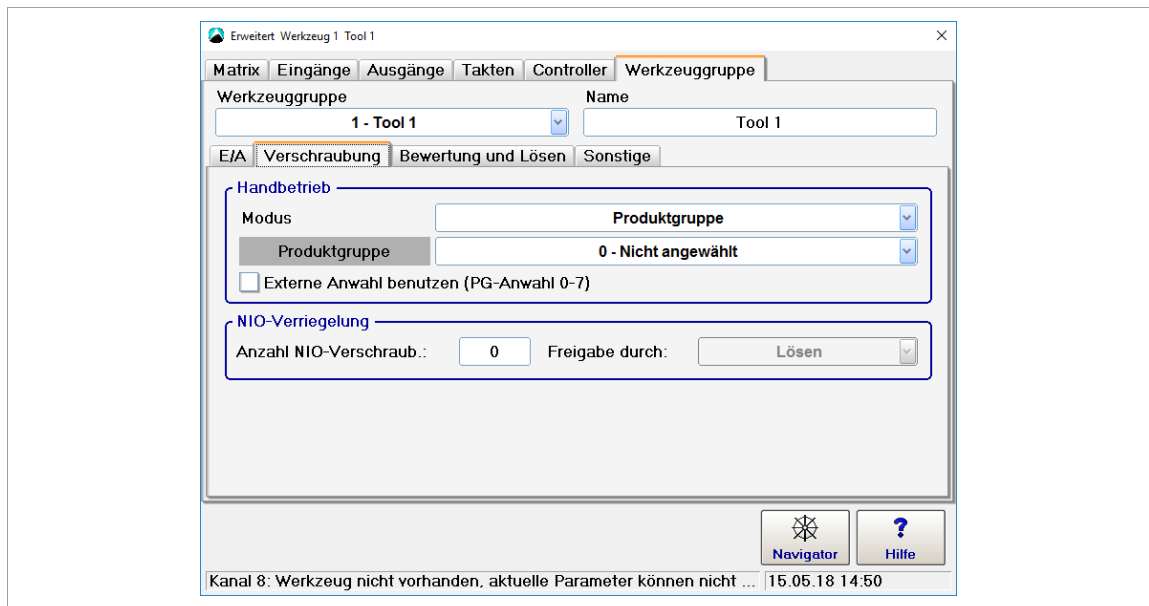 Erweitert Werkzeug 1 Tool 1
Matrix Eingänge Ausgänge Takten Controller Werkzeuggruppe
Werkzeuggruppe Name
1 - Tool 1 Tool 1
E/A Verschraubung Bewertung und Lösen Sonstige
Handbetrieb
Modus Produktgruppe
Produktgruppe 0 - Nicht angewählt
Externe Anwahl benutzen (PG-Anwahl 0-7)
NIO-Verriegelung
Anzahl NIO-Verschraub.: 0 Freigabe durch: Lösen
? 
Navigator Hilfe
Kanal 8: Werkzeug nicht vorhanden, aktuelle Parameter können nicht ... 15.05.18 14:50